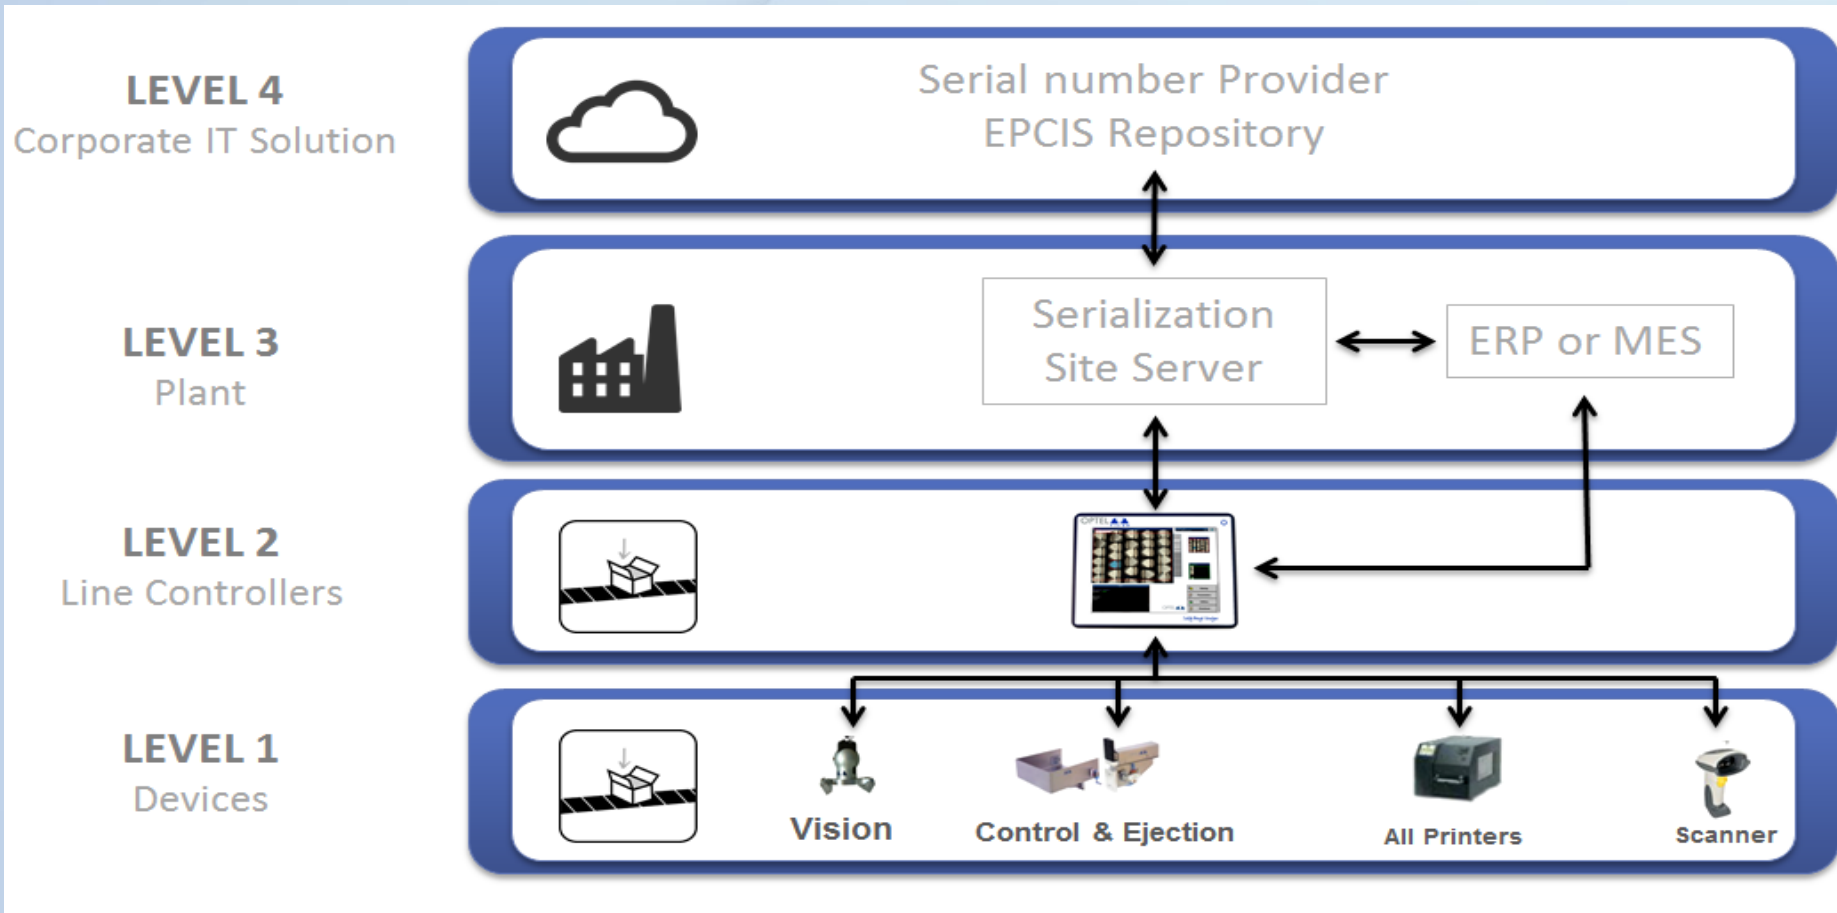 LEVEL 4
Corporate IT Solution
Serial number Provider
EPCIS Repository
LEVEL 3
Plant
Serialization
Site Server
ERP or MES
LEVEL 2
Line Controllers
OPTEL
LEVEL 1
Devices
Vision
Control & Ejection
All Printers
Scanner